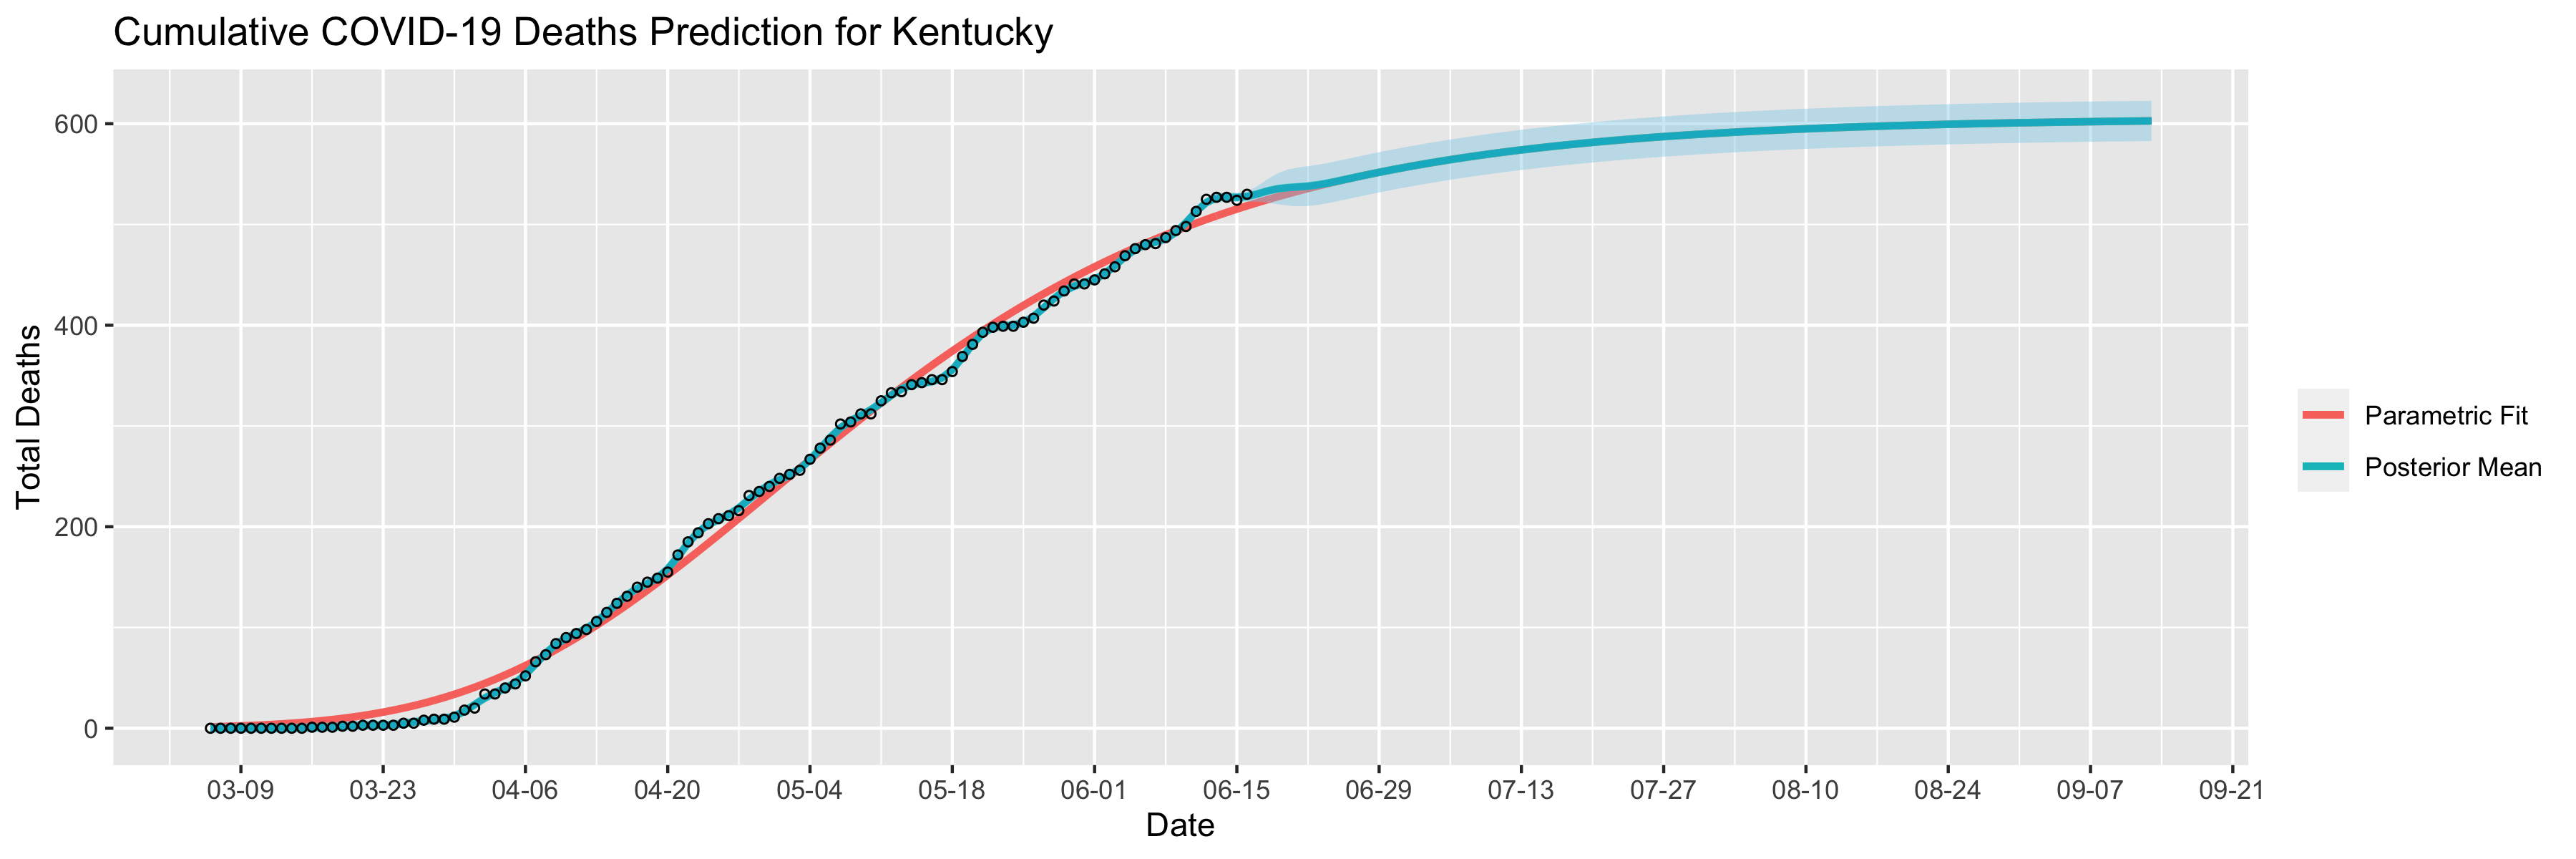 Cumulative COVID-19 Deaths Prediction for Kentucky
Total Deaths
600
400
200
0
03-09 03-23 04-06 04-20 05-04 05-18 06-01 06-15 06-29 07-13 07-27 08-10 08-24 09-07 09-21
Date
Parametric Fit
Posterior Mean